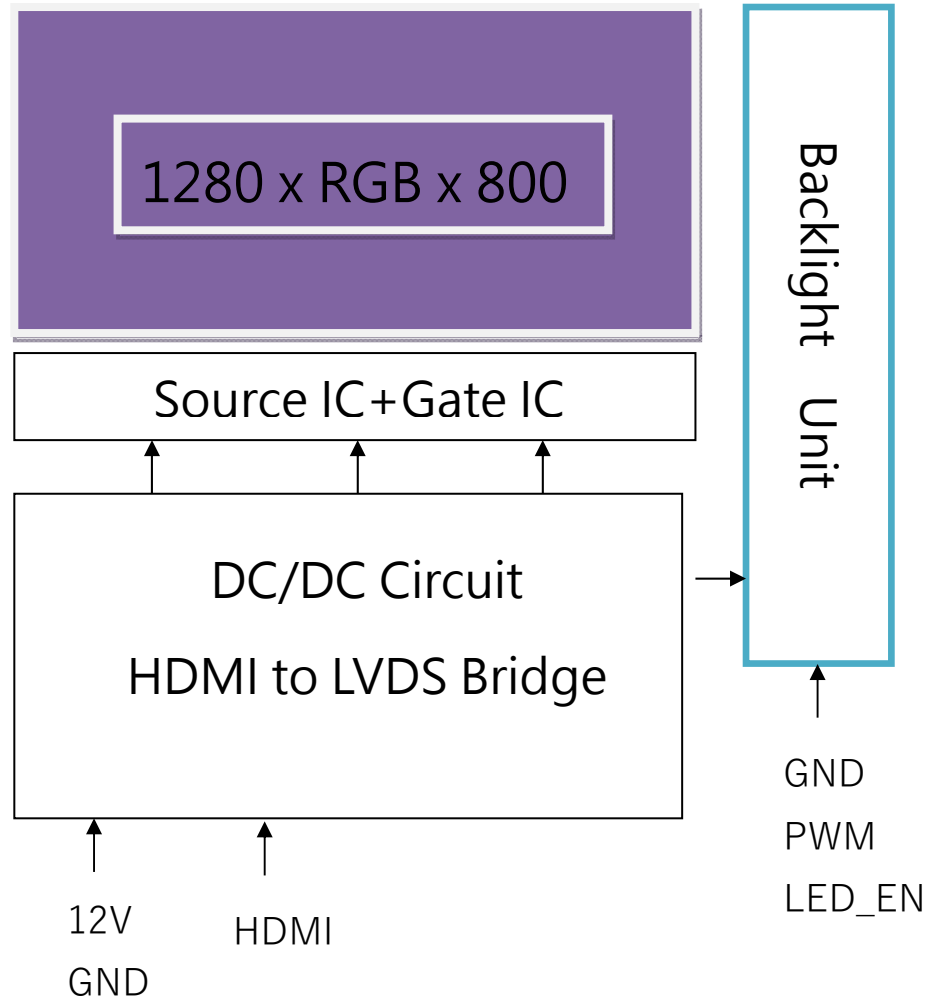 1280 x RGB x 800
Source IC+Gate IC
DC/DC Circuit
HDMI to LVDS Bridge
Backlight Unit
12V
GND
HDMI
GND
PWM
LED_EN